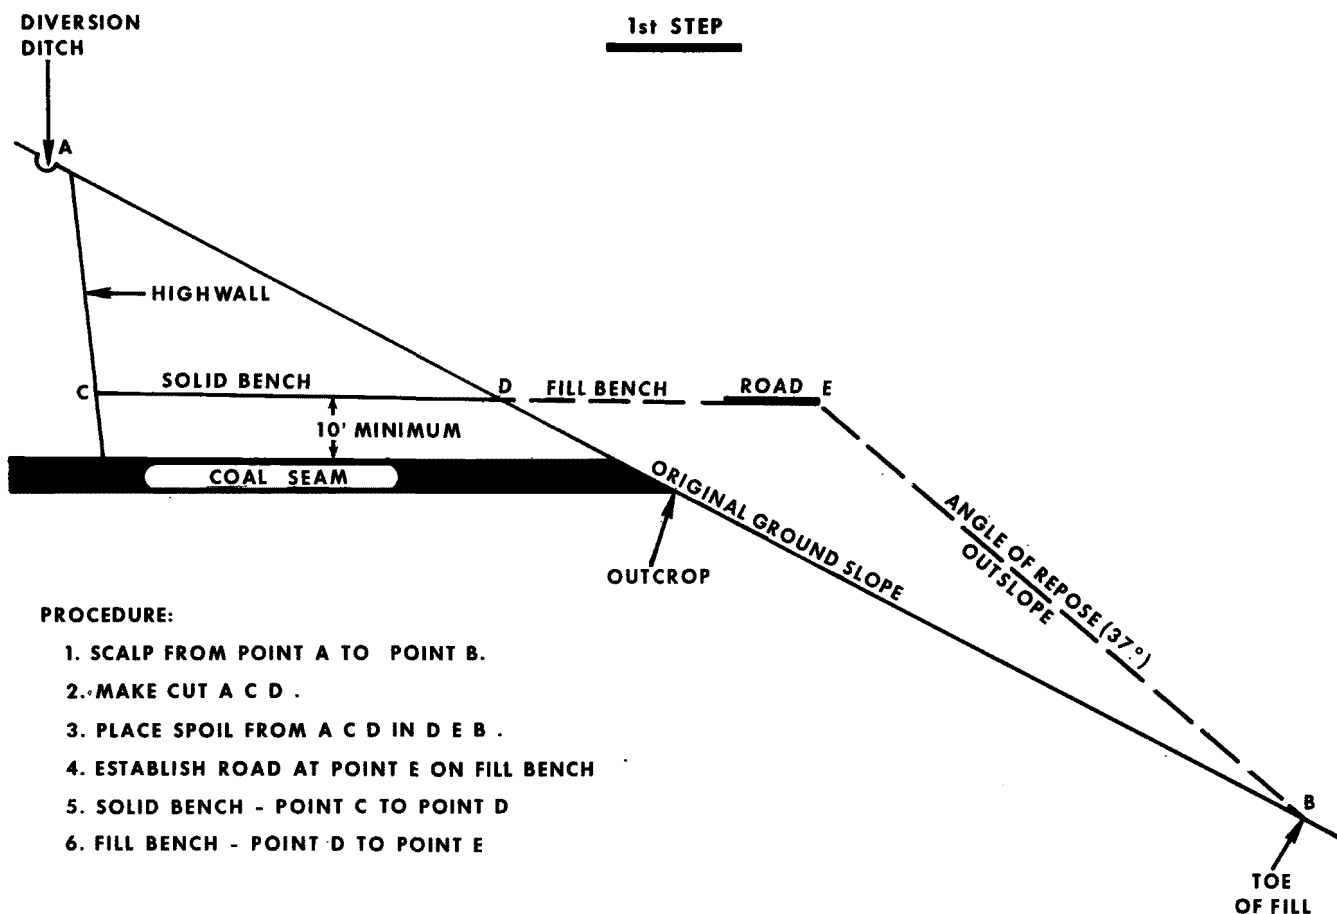 DIVERSION
DITCH
1st STEP
A
HIGHWALL
C
SOLID BENCH
D
FILL BENCH
ROAD
E
10' MINIMUM
COAL SEAM
ORIGINAL GROUND SLOPE
OUTCROP
ANGLE OF REPOSE (37°)
OUTSLOPE
PROCEDURE:
1. SCALP FROM POINT A TO POINT B.
2. MAKE CUT A C D .
3. PLACE SPOIL FROM A C D IN D E B .
4. ESTABLISH ROAD AT POINT E ON FILL BENCH
5. SOLID BENCH - POINT C TO POINT D
6. FILL BENCH - POINT D TO POINT E
B
TOE
OF FILL